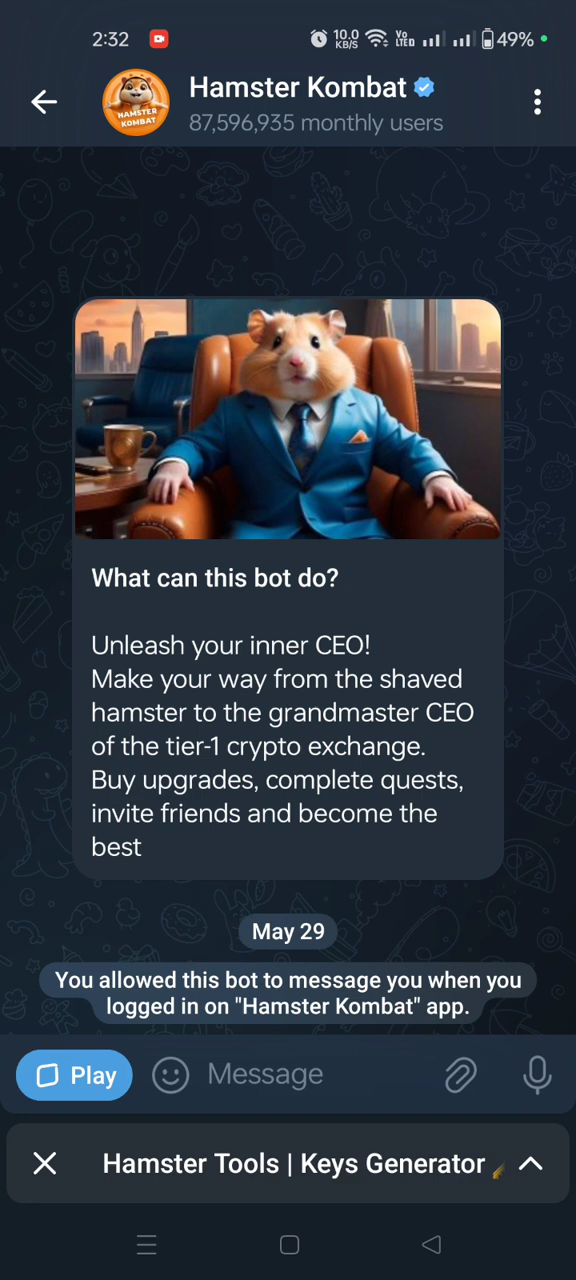 2:32
10.0
KB/S
Vo
LTED
49%
Hamster Kombat
87,596,935 monthly users
HAMSTER
KOMBAT
What can this bot do?
Unleash your inner CEO!
Make your way from the shaved
hamster to the grandmaster CEO
of the tier-1 crypto exchange.
Buy upgrades, complete quests,
invite friends and become the
best
May 29
You allowed this bot to message you when you
logged in on "Hamster Kombat" app.
Play
Message
Hamster Tools | Keys Generator